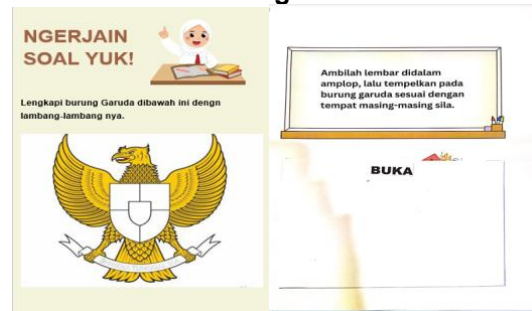 NGERJAIN
SOAL YUK!
Lengkapi burung Garuda dibawah ini dengn
lambang-lambang nya.
Ambilah lembar didalam
amplop, lalu tempelkan pada
burung garuda sesuai dengan
tempat masing-masing sila.
BUKA